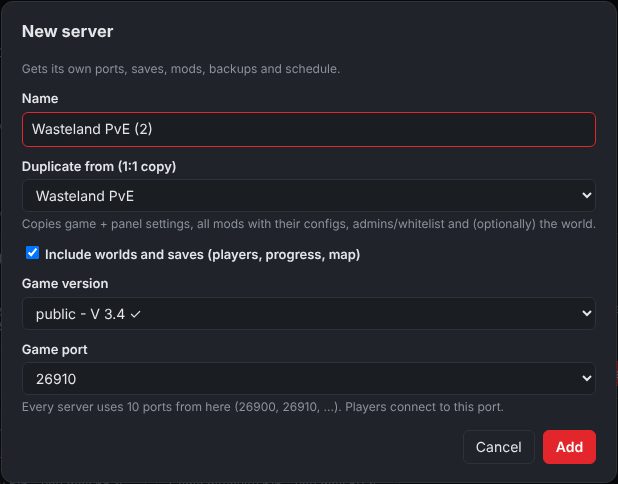 New server
Gets its own ports, saves, mods, backups and schedule.
Name
Wasteland PvE (2)
Duplicate from (1:1 copy)
Wasteland PvE
Copies game + panel settings, all mods with their configs, admins/whitelist and (optionally) the world.
Include worlds and saves (players, progress, map)
Game version
public - V 3.4 ✓
Game port
26910
Every server uses 10 ports from here (26900, 26910, ...). Players connect to this port.
Cancel
Add